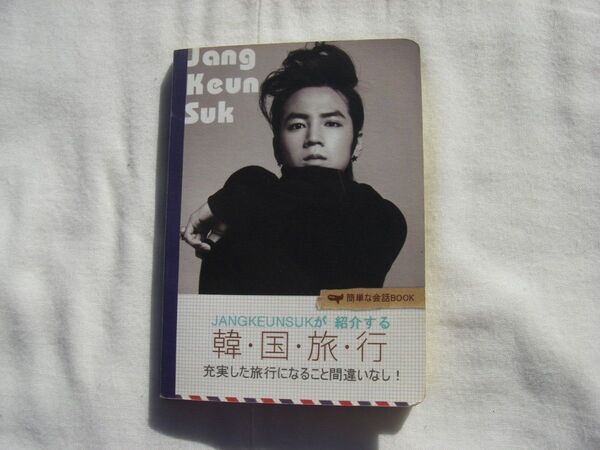 Jang
Keun
Suk
簡単な会話BOOK
JANGKEUNSUKが 紹介する
韓・国・旅・行
充実した旅行になること間違いなし！